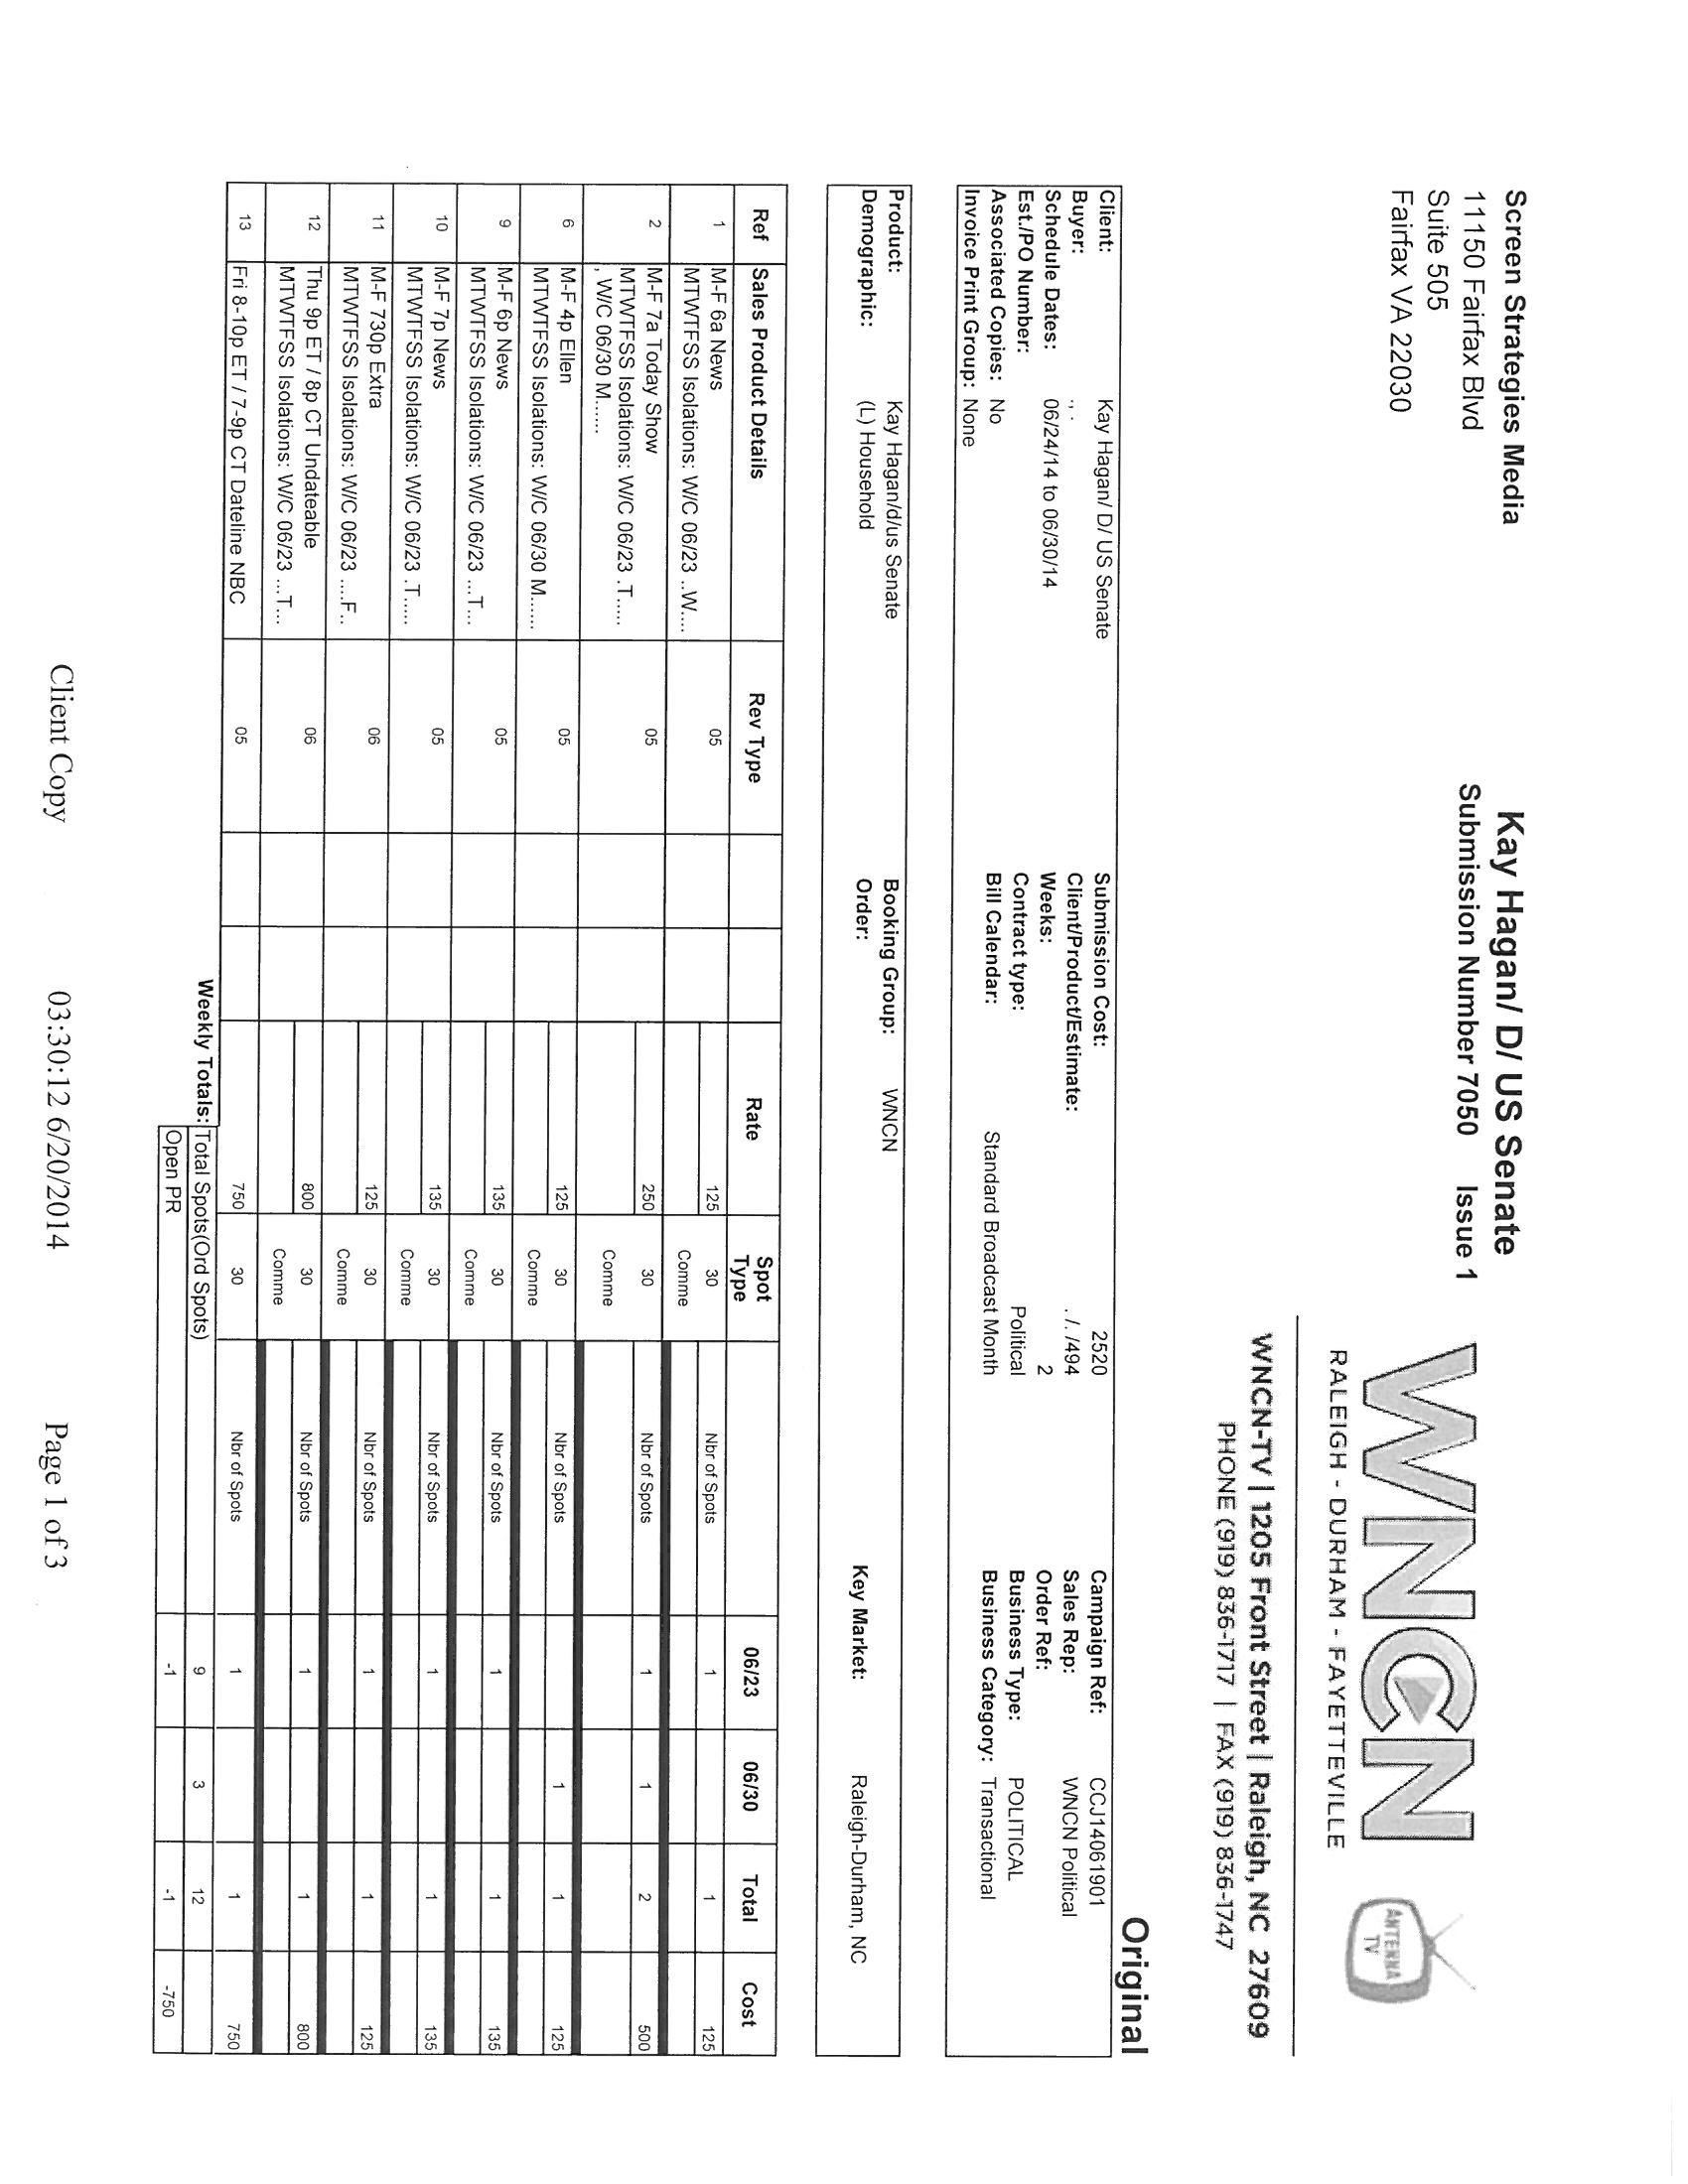 Screen Strategies Media
11150 Fairfax Blvd
Suite 505
Fairfax VA 22030
Kay Hagan/ D/ US Senate
Submission Number 7050 Issue 1
WNCN
RALEIGH - DURHAM - FAYETTEVILLE
ANTENNA
TV
WNCN-TV | 1205 Front Street | Raleigh, NC 27609
PHONE (919) 836-1717 | FAX (919) 836-1747
Original
Client: Kay Hagan/ D/ US Senate Submission Cost: 2520 Campaign Ref: CCJ14061901
Buyer: ., . Client/Product/Estimate: . /. /494 Sales Rep: WNCN Political
Schedule Dates: 06/24/14 to 06/30/14 Weeks: 2 Order Ref:
Est./PO Number: Contract type: Political Business Type: POLITICAL
Associated Copies: No Bill Calendar: Standard Broadcast Month Business Category: Transactional
Invoice Print Group: None
Product: Kay Hagan/d/us Senate Booking Group: WNCN
Demographic: (L) Household Order: Key Market: Raleigh-Durham, NC
Ref Sales Product Details Rev Type Rate Spot Type 06/23 06/30 Total Cost
1 M-F 6a News 05 125 30 Nbr of Spots 1 1 125
MTWTFSS Isolations: W/C 06/23 ..W.... Comme
2 M-F 7a Today Show 05 250 30 Nbr of Spots 1 1 2 500
MTWTFSS Isolations: W/C 06/23 .T.....
, W/C 06/30 M...... Comme
6 M-F 4p Ellen 05 125 30 Nbr of Spots 1 1 125
MTWTFSS Isolations: W/C 06/30 M...... Comme
9 M-F 6p News 05 135 30 Nbr of Spots 1 1 135
MTWTFSS Isolations: W/C 06/23 ...T... Comme
10 M-F 7p News 05 135 30 Nbr of Spots 1 1 135
MTWTFSS Isolations: W/C 06/23 .T..... Comme
11 M-F 730p Extra 06 125 30 Nbr of Spots 1 1 125
MTWTFSS Isolations: W/C 06/23 ....F.. Comme
12 Thu 9p ET / 8p CT Undateable 06 800 30 Nbr of Spots 1 1 800
MTWTFSS Isolations: W/C 06/23 ...T... Comme
13 Fri 8-10p ET / 7-9p CT Dateline NBC 05 750 30 Nbr of Spots 1 1 750
Weekly Totals: Total Spots(Ord Spots) 9 3 12
Open PR -1 -1 -750
Client Copy 03:30:12 6/20/2014 Page 1 of 3